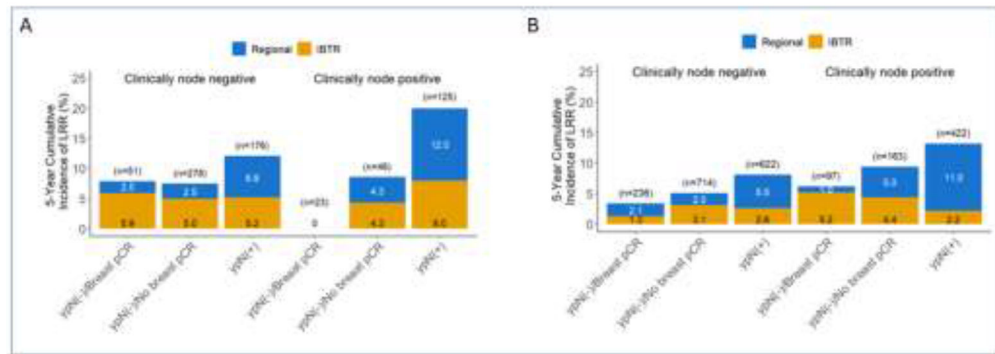 A
Regional IBTR
Clinically node negative Clinically node positive
5-Year Cumulative
Incidence of LRR (%)
25
20
15
10
5
0
(n=51)
(n=278)
(n=176)
(n=23)
(n=46)
(n=125)
2.5
6.8
4.3
12.0
5.0
5.2
0
4.3
8.0
ypN(-)/Breast pCR
ypN(-)/No breast pCR
ypN(+)
ypN(-)/Breast pCR
ypN(-)/No breast pCR
ypN(+)
B
Regional IBTR
Clinically node negative Clinically node positive
5-Year Cumulative
Incidence of LRR (%)
25
20
15
10
5
0
(n=238)
(n=714)
(n=622)
(n=97)
(n=163)
(n=422)
2.1
2.0
5.5
5.0
11.0
3.1
2.6
5.2
4.4
2.2
ypN(-)/Breast pCR
ypN(-)/No breast pCR
ypN(+)
ypN(-)/Breast pCR
ypN(-)/No breast pCR
ypN(+)